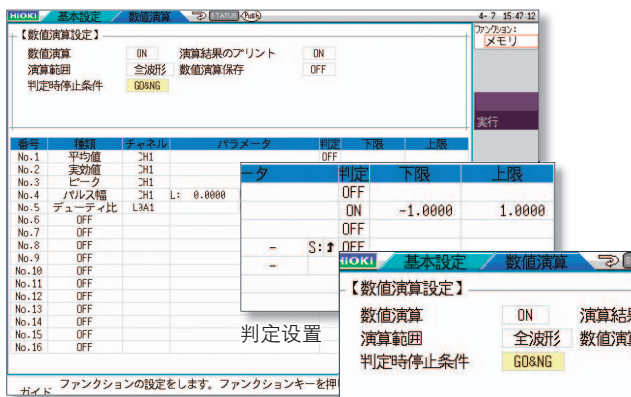 HIOKI 基本設定 数値演算 STATUS Push 4- 7 15:47:12
【数値演算設定】
数値演算 ON 演算結果のプリント ON
演算範囲 全波形 数値演算保存 OFF
判定時停止条件 GO&NG
ファンクション:
メモリ
実行
番号 種類 チャネル パラメータ 判定 下限 上限
No.1 平均値 CH1 OFF
No.2 実効値 CH1
No.3 ピーク CH1
No.4 パルス幅 CH1 L: 0.0000
No.5 デューティ比 L3A1
No.6 OFF
No.7 OFF
No.8 OFF
No.9 OFF
No.10 OFF
No.11 OFF
No.12 OFF
No.13 OFF
No.14 OFF
No.15 OFF
No.16 OFF
ガイド ファンクションの設定をします。ファンクションキーを押
ータ 判定 下限 上限
OFF
ON -1.0000 1.0000
OFF
- S:↑ OFF
-
判定设置
HIOKI 基本設定 数値演算
【数値演算設定】
数値演算 ON 演算結
演算範囲 全波形 数値演
判定時停止条件 GO&NG